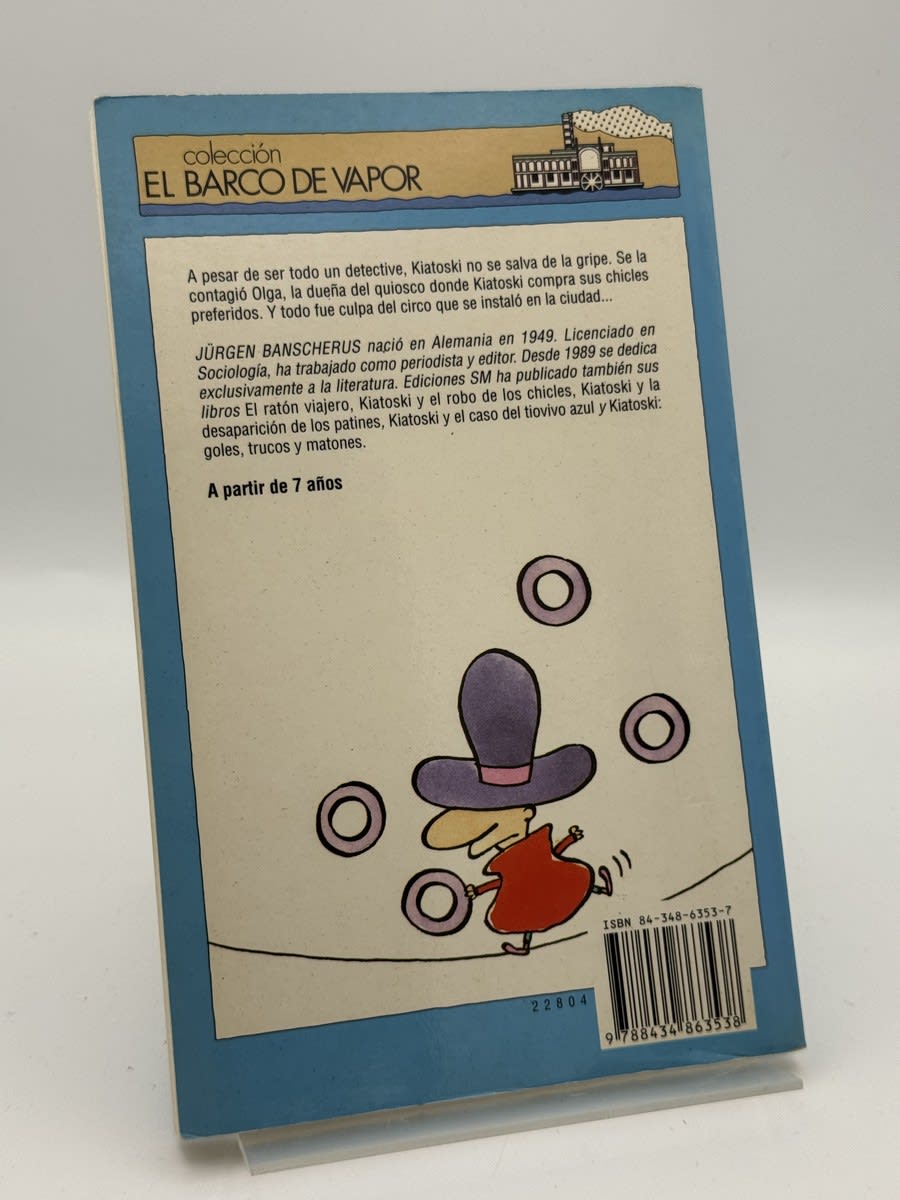 colección
EL BARCO DE VAPOR
A pesar de ser todo un detective, Kiatoski no se salva de la gripe. Se la
contagió Olga, la dueña del quiosco donde Kiatoski compra sus chicles
preferidos. Y todo fue culpa del circo que se instaló en la ciudad...
JÜRGEN BANSCHERUS nació en Alemania en 1949. Licenciado en
Sociología, ha trabajado como periodista y editor. Desde 1989 se dedica
exclusivamente a la literatura. Ediciones SM ha publicado también sus
libros El ratón viajero, Kiatoski y el robo de los chicles, Kiatoski y la
desaparición de los patines, Kiatoski y el caso del tiovivo azul y Kiatoski:
goles, trucos y matones.
A partir de 7 años
ISBN 84-348-6353-7
22804
9 788434 863538